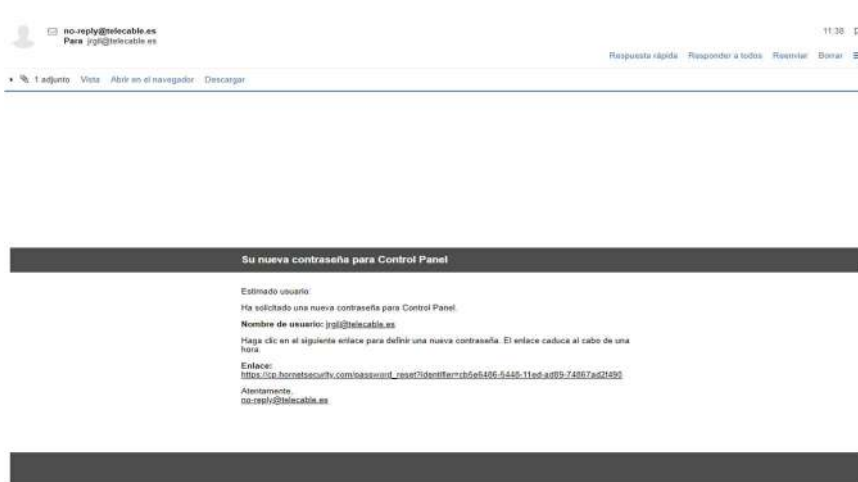 no-reply@telecable.es
11:38
Para jrgil@telecable.es
Respuesta rápida Responder a todos Reenviar Borrar
1 adjunto Vista Abrir en el navegador Descargar
Su nueva contraseña para Control Panel
Estimado usuario:
Ha solicitado una nueva contraseña para Control Panel.
Nombre de usuario: jrgil@telecable.es
Haga clic en el siguiente enlace para definir una nueva contraseña. El enlace caduca al cabo de una
hora.
Enlace:
https://cp.hornetsecurity.com/password_reset?identifier=cb5e6406-5448-11ed-ad89-74867ad2f490
Atentamente,
no-reply@telecable.es